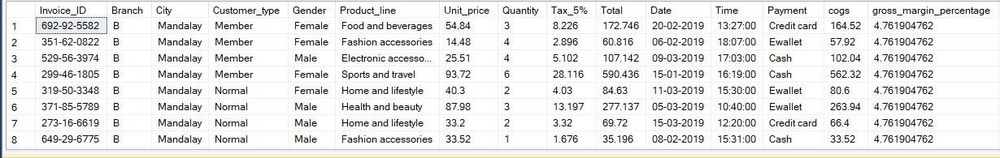 Invoice_ID Branch City Customer_type Gender Product_line Unit_price Quantity Tax_5% Total Date Time Payment cogs gross_margin_percentage
1 692-92-5582 B Mandalay Member Female Food and beverages 54.84 3 8.226 172.746 20-02-2019 13:27:00 Credit card 164.52 4.761904762
2 351-62-0822 B Mandalay Member Female Fashion accessories 14.48 4 2.896 60.816 06-02-2019 18:07:00 Ewallet 57.92 4.761904762
3 529-56-3974 B Mandalay Member Male Electronic accesso... 25.51 4 5.102 107.142 09-03-2019 17:03:00 Cash 102.04 4.761904762
4 299-46-1805 B Mandalay Member Female Sports and travel 93.72 6 28.116 590.436 15-01-2019 16:19:00 Cash 562.32 4.761904762
5 319-50-3348 B Mandalay Normal Female Home and lifestyle 40.3 2 4.03 84.63 11-03-2019 15:30:00 Ewallet 80.6 4.761904762
6 371-85-5789 B Mandalay Normal Male Health and beauty 87.98 3 13.197 277.137 05-03-2019 10:40:00 Ewallet 263.94 4.761904762
7 273-16-6619 B Mandalay Normal Male Home and lifestyle 33.2 2 3.32 69.72 15-03-2019 12:20:00 Credit card 66.4 4.761904762
8 649-29-6775 B Mandalay Normal Male Fashion accessories 33.52 1 1.676 35.196 08-02-2019 15:31:00 Cash 33.52 4.761904762